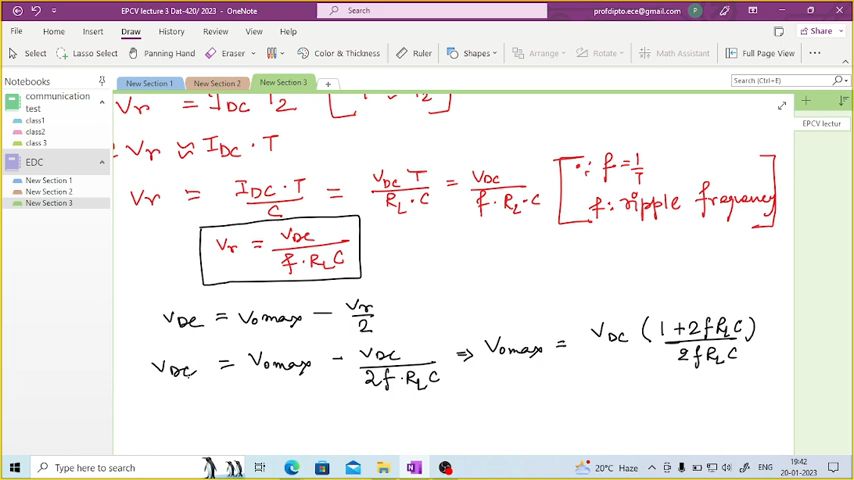 EPCV lecture 3 Dat-420/ 2023 - OneNote
Search
profdipto.ece@gmail.com
P
File Home Insert Draw History Review View Help
Share
Select Lasso Select Panning Hand Eraser Color & Thickness Ruler Shapes Arrange Rotate Math Assistant Full Page View
Notebooks
New Section 1 New Section 2 New Section 3 +
Search (Ctrl+E)
communication test
class1
class2
class 3
EDC
New Section 1
New Section 2
New Section 3
EPCV lectur
Vr = IDC T2
Vr ≈ IDC · T
Vr = IDC · T / C = VDC T / RL · C = VDC / f · RL · C [∵ f = 1/T
f : ripple frequency]
Vr = VDC / f · RL C
VDC = Vomax − Vr/2
VDC = Vomax − VDC / 2f · RL C ⇒ Vomax = VDC (1 + 2fRLC / 2fRLC)
Type here to search
20°C Haze
ENG
19:42
20-01-2023